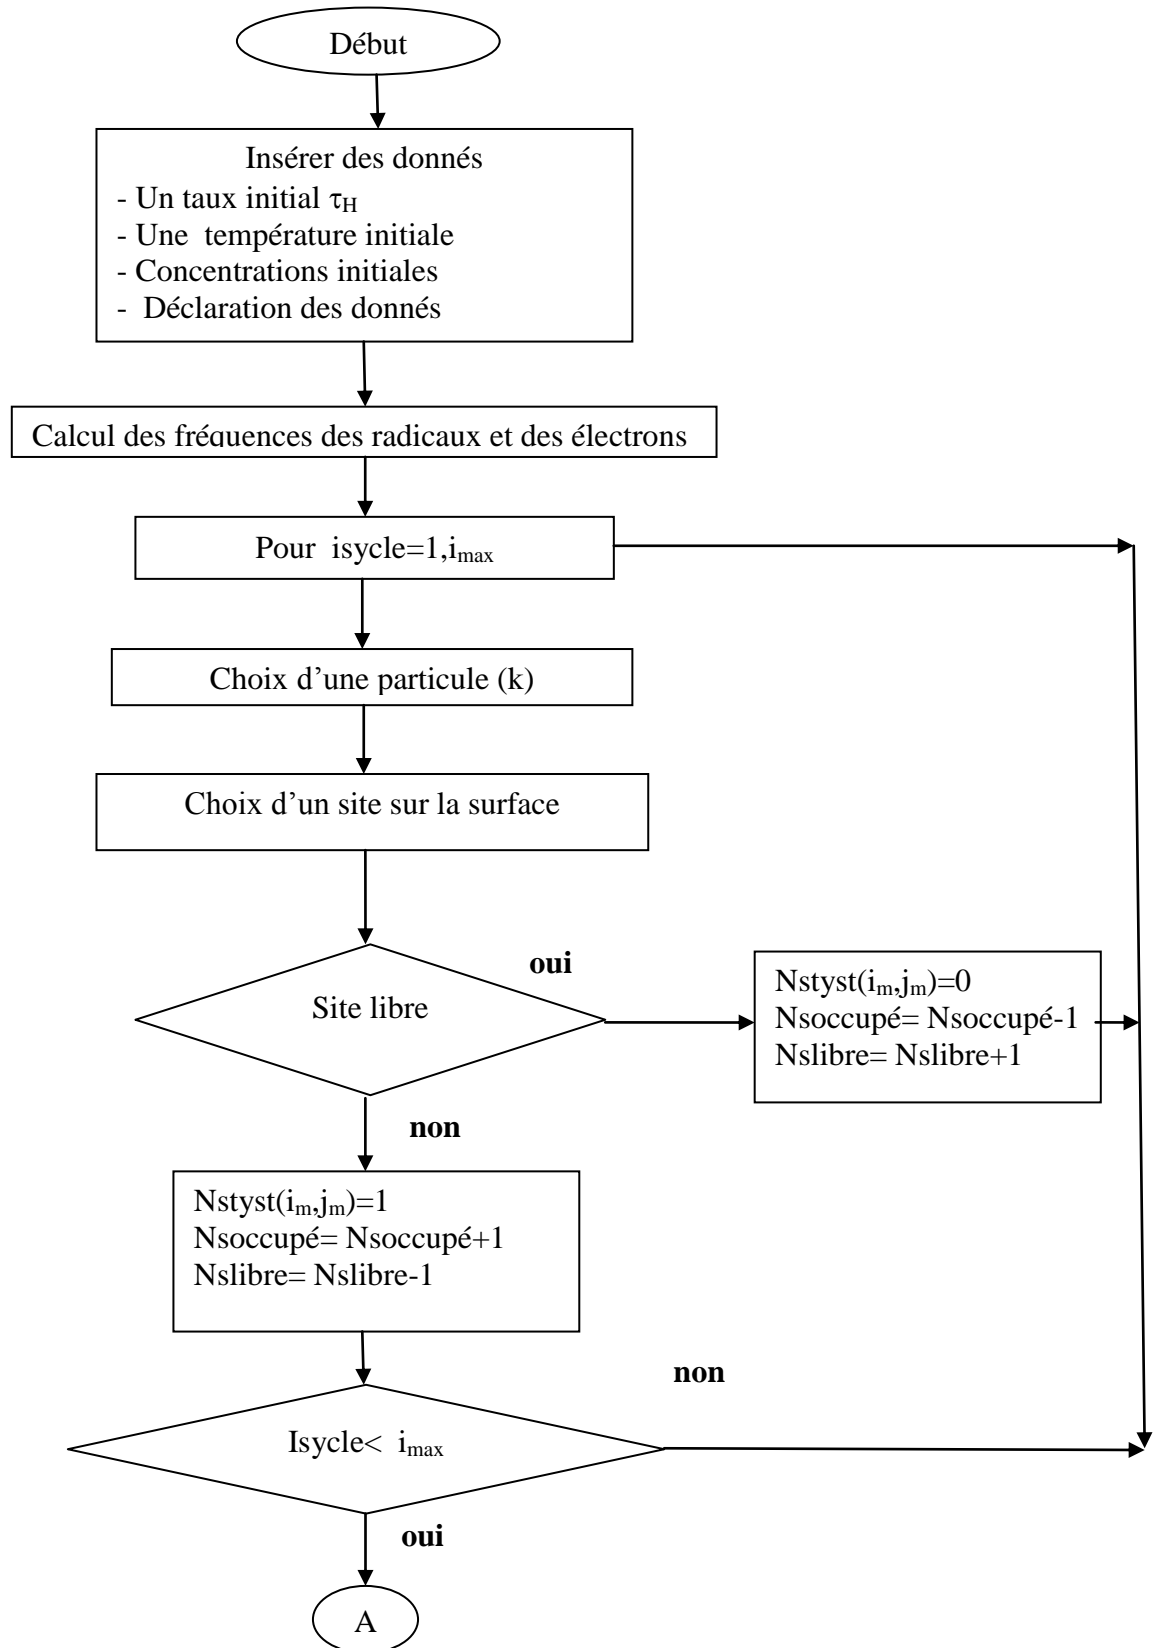 Début
Insérer des donnés
- Un taux initial τH
- Une température initiale
- Concentrations initiales
- Déclaration des donnés
Calcul des fréquences des radicaux et des électrons
Pour isycle=1,imax
Choix d’une particule (k)
Choix d’un site sur la surface
Site libre
oui
Nstyst(im,jm)=0
Nsoccupé= Nsoccupé-1
Nslibre= Nslibre+1
non
Nstyst(im,jm)=1
Nsoccupé= Nsoccupé+1
Nslibre= Nslibre-1
Isycle< imax
non
oui
A